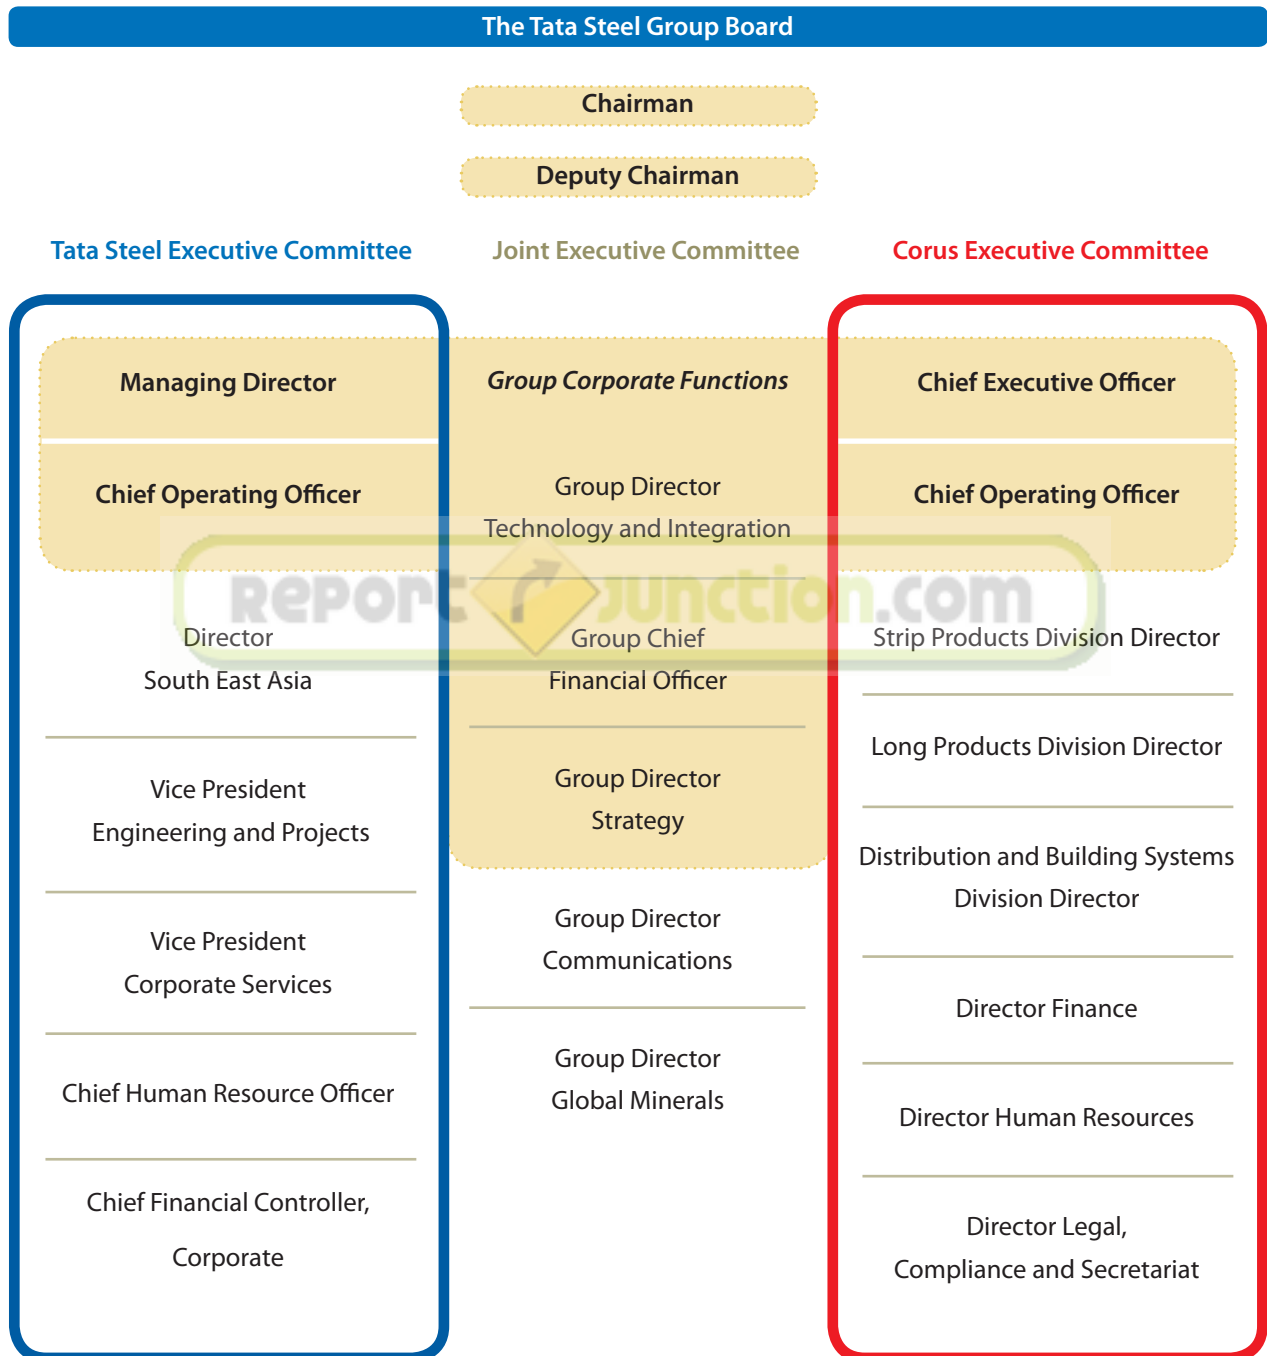 The Tata Steel Group Board
Chairman
Deputy Chairman
Tata Steel Executive Committee
Joint Executive Committee
Corus Executive Committee
Managing Director
Chief Operating Officer
Director
South East Asia
Vice President
Engineering and Projects
Vice President
Corporate Services
Chief Human Resource Officer
Chief Financial Controller,
Corporate
Group Corporate Functions
Group Director
Technology and Integration
Group Chief
Financial Officer
Group Director
Strategy
Group Director
Communications
Group Director
Global Minerals
Chief Executive Officer
Chief Operating Officer
Strip Products Division Director
Long Products Division Director
Distribution and Building Systems
Division Director
Director Finance
Director Human Resources
Director Legal,
Compliance and Secretariat
REPORT JUNCTION.COM